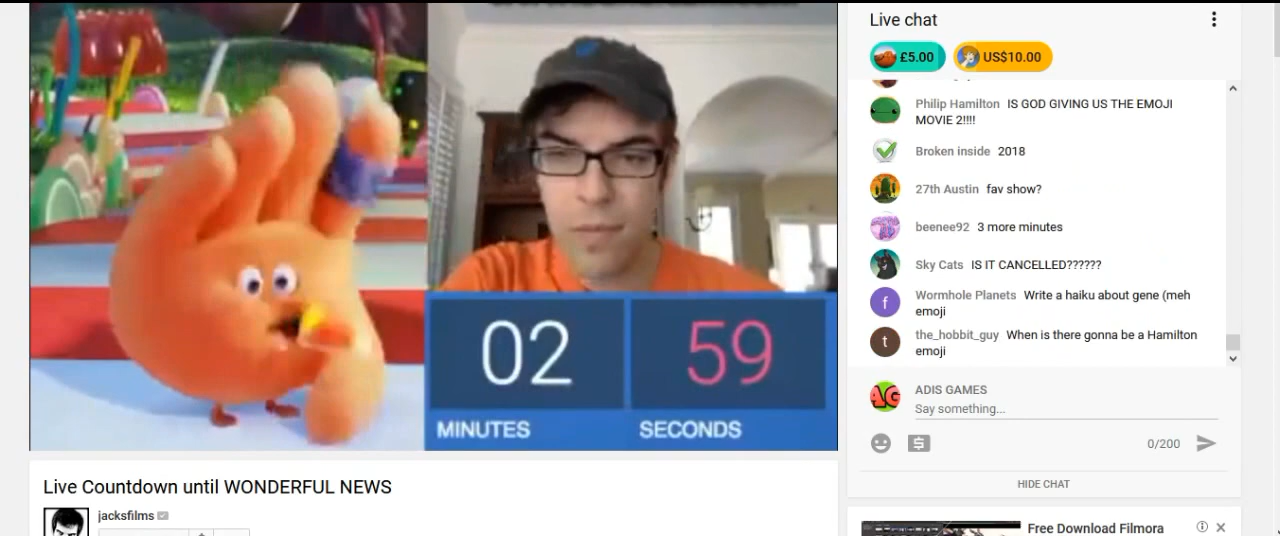 02
59
MINUTES
SECONDS
Live Countdown until WONDERFUL NEWS
jacksfilms
Live chat
£5.00
US$10.00
Philip Hamilton IS GOD GIVING US THE EMOJI
MOVIE 2!!!!
Broken inside 2018
27th Austin fav show?
beenee92 3 more minutes
Sky Cats IS IT CANCELLED??????
f
Wormhole Planets Write a haiku about gene (meh
emoji
t
the_hobbit_guy When is there gonna be a Hamilton
emoji
AG
ADIS GAMES
Say something...
0/200
HIDE CHAT
Free Download Filmora